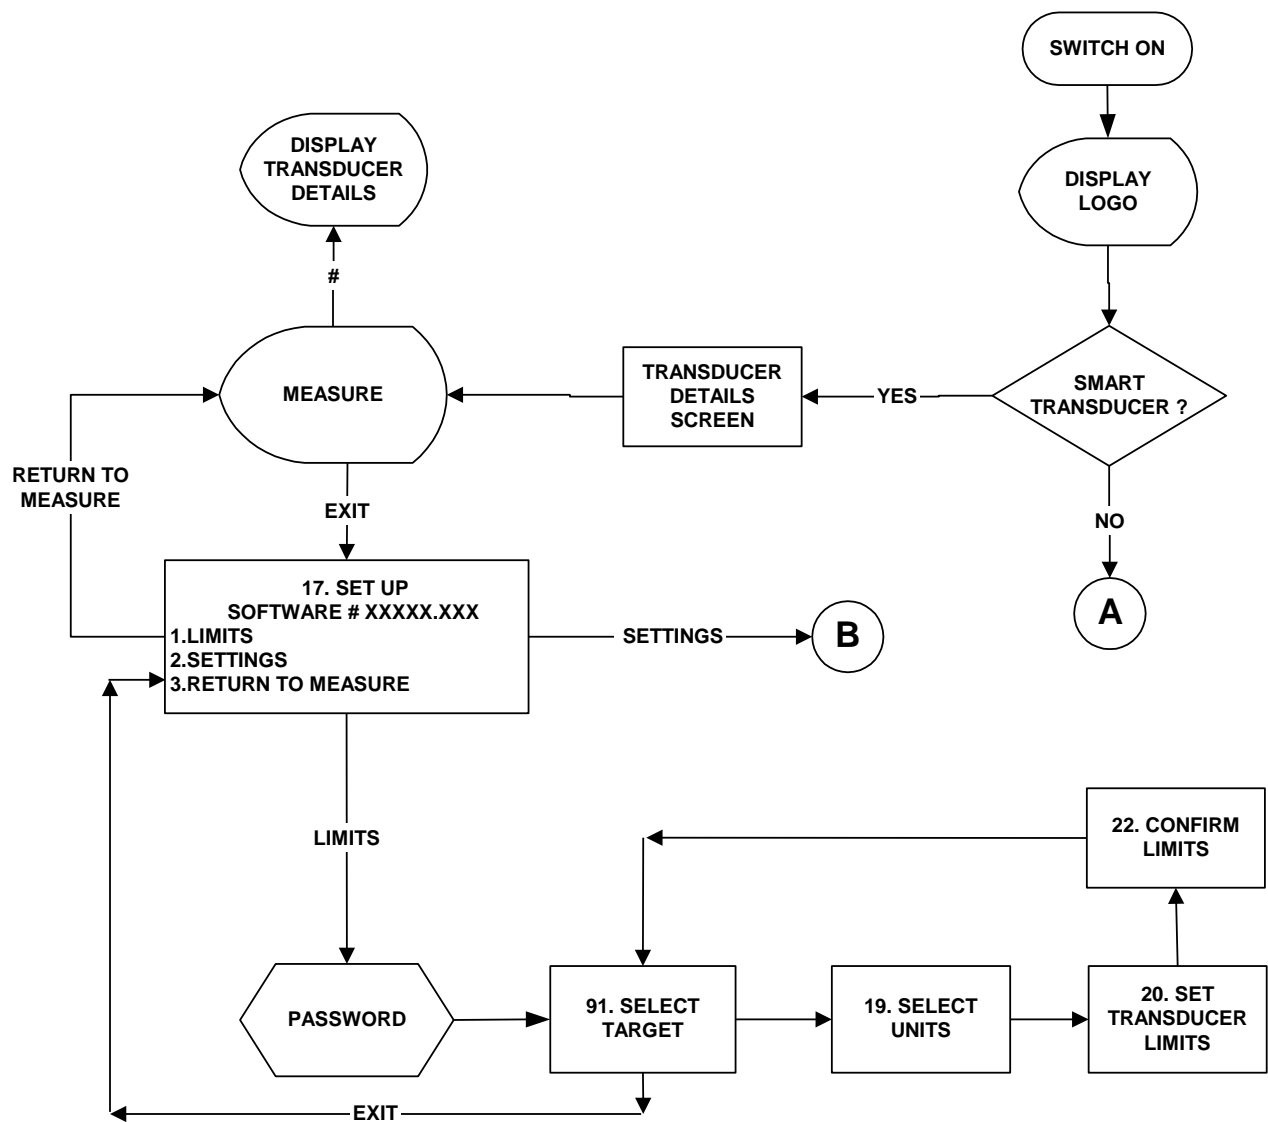 SWITCH ON
DISPLAY
LOGO
SMART
TRANSDUCER ?
YES
NO
A
TRANSDUCER
DETAILS
SCREEN
MEASURE
#
DISPLAY
TRANSDUCER
DETAILS
EXIT
RETURN TO
MEASURE
17. SET UP
SOFTWARE # XXXXX.XXX
1.LIMITS
2.SETTINGS
3.RETURN TO MEASURE
SETTINGS
B
LIMITS
PASSWORD
91. SELECT
TARGET
19. SELECT
UNITS
20. SET
TRANSDUCER
LIMITS
22. CONFIRM
LIMITS
EXIT